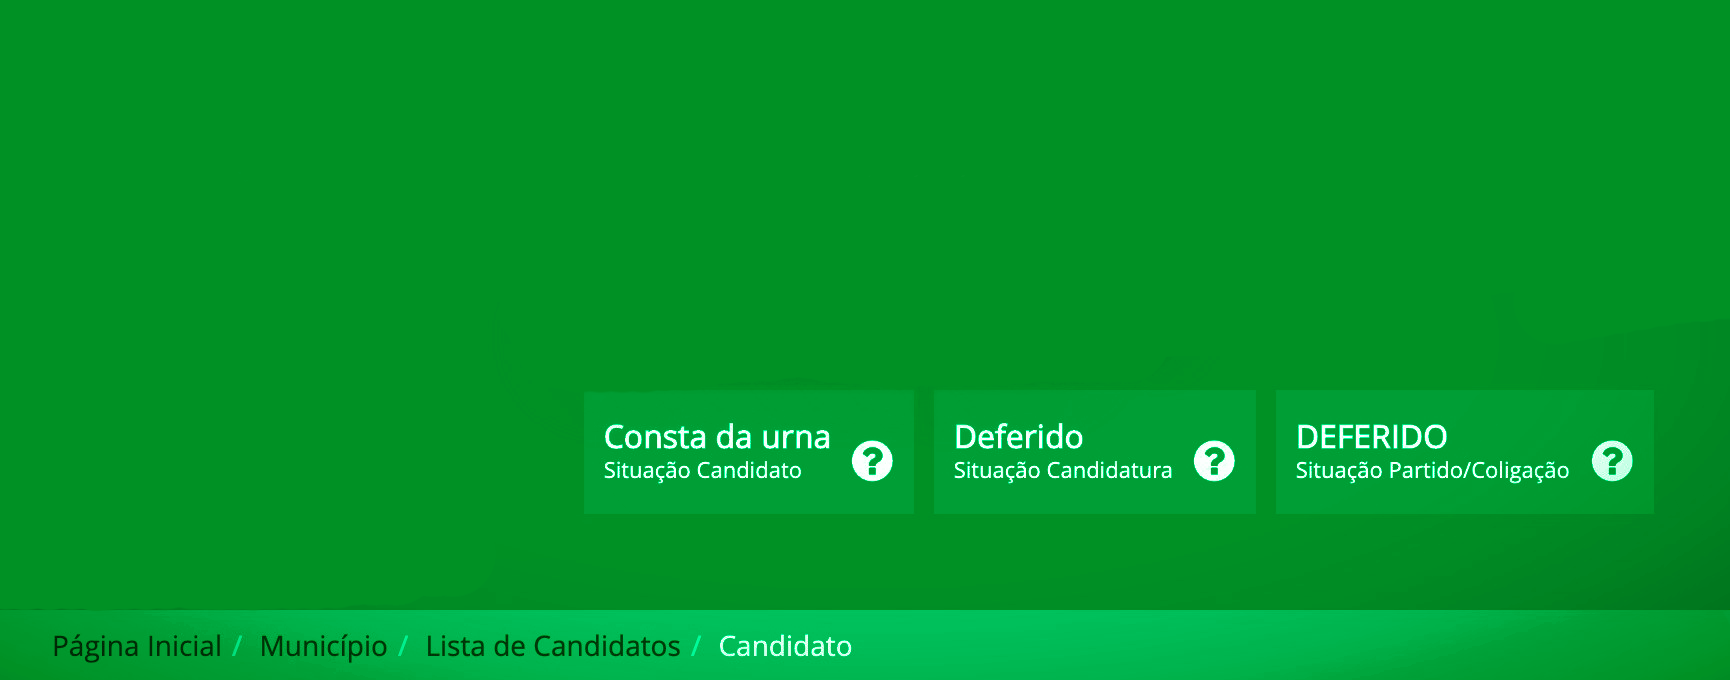 Consta da urna
Situação Candidato
Deferido
Situação Candidatura
DEFERIDO
Situação Partido/Coligação
Página Inicial / Município / Lista de Candidatos / Candidato